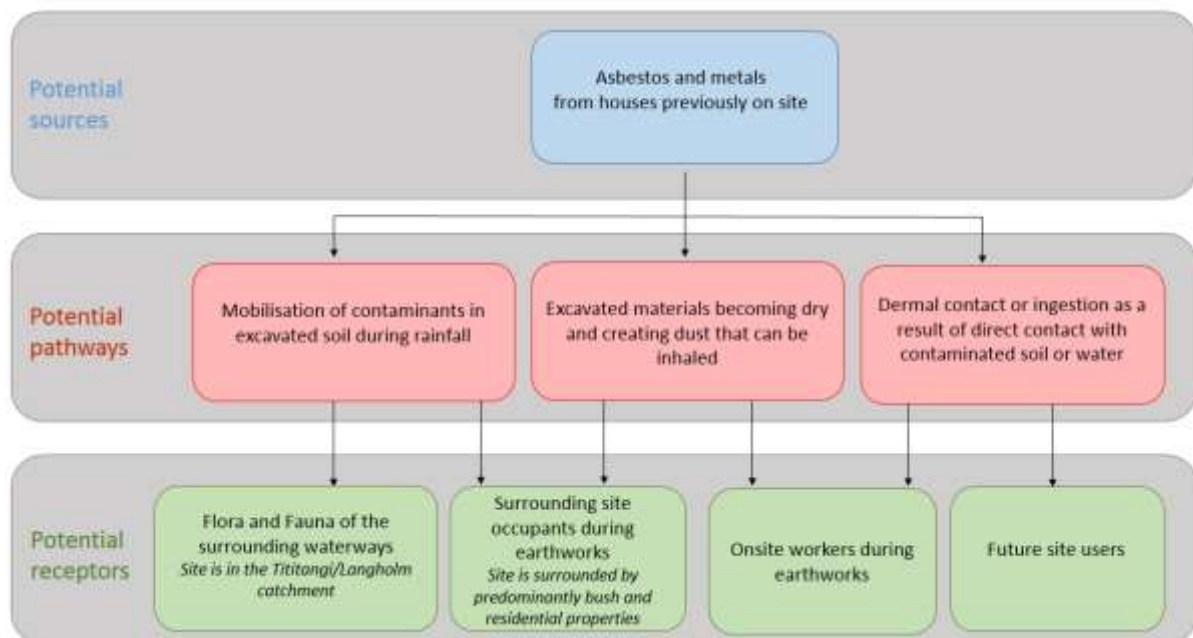 Potential
sources
Asbestos and metals
from houses previously on site
Potential
pathways
Mobilisation of contaminants in
excavated soil during rainfall
Excavated materials becoming dry
and creating dust that can be
inhaled
Dermal contact or ingestion as a
result of direct contact with
contaminated soil or water
Potential
receptors
Flora and Fauna of the
surrounding waterways
Site is in the Tititangi/Langholm
catchment
Surrounding site
occupants during
earthworks
Site is surrounded by
predominantly bush and
residential properties
Onsite workers during
earthworks
Future site users